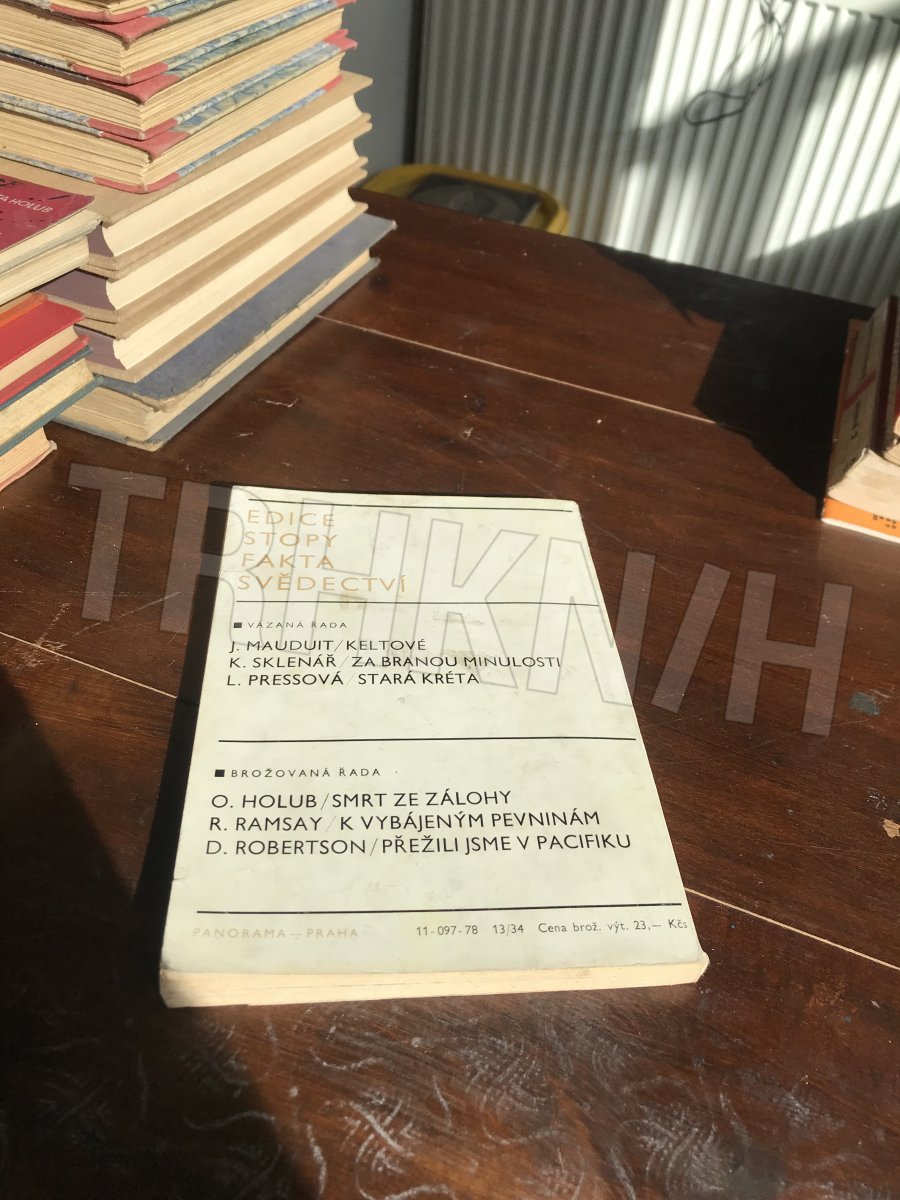 TA HOLUB
TRHKNIH
EDICE
STOPY
FAKTA
SVĚDECTVÍ
■ VÁZANÁ ŘADA
J. MAUDUIT/KELTOVÉ
K. SKLENÁŘ/ZA BRANOU MINULOSTI
L. PRESSOVÁ/STARÁ KRÉTA
■ BROŽOVANÁ ŘADA
O. HOLUB/SMRT ZE ZÁLOHY
R. RAMSAY/K VYBÁJENÝM PEVNINÁM
D. ROBERTSON/PŘEŽILI JSME V PACIFIKU
PANORAMA—PRAHA 11-097-78 13/34 Cena brož. výt. 23,— Kčs